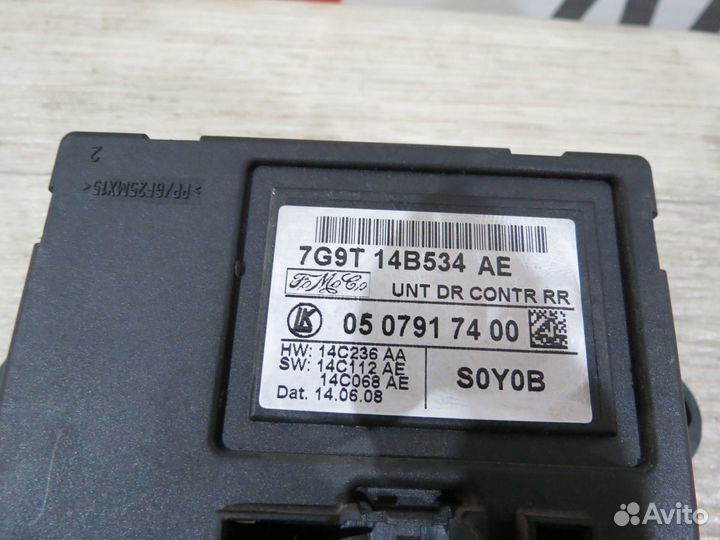 2
>PP/6F25MX15<
7G9T 14B534 AE
F.M.C.o
UNT DR CONTR RR
LK 05 0791 74 00
HW: 14C236 AA
SW: 14C112 AE
14C068 AE
Dat. 14.06.08
S0Y0B
Avito